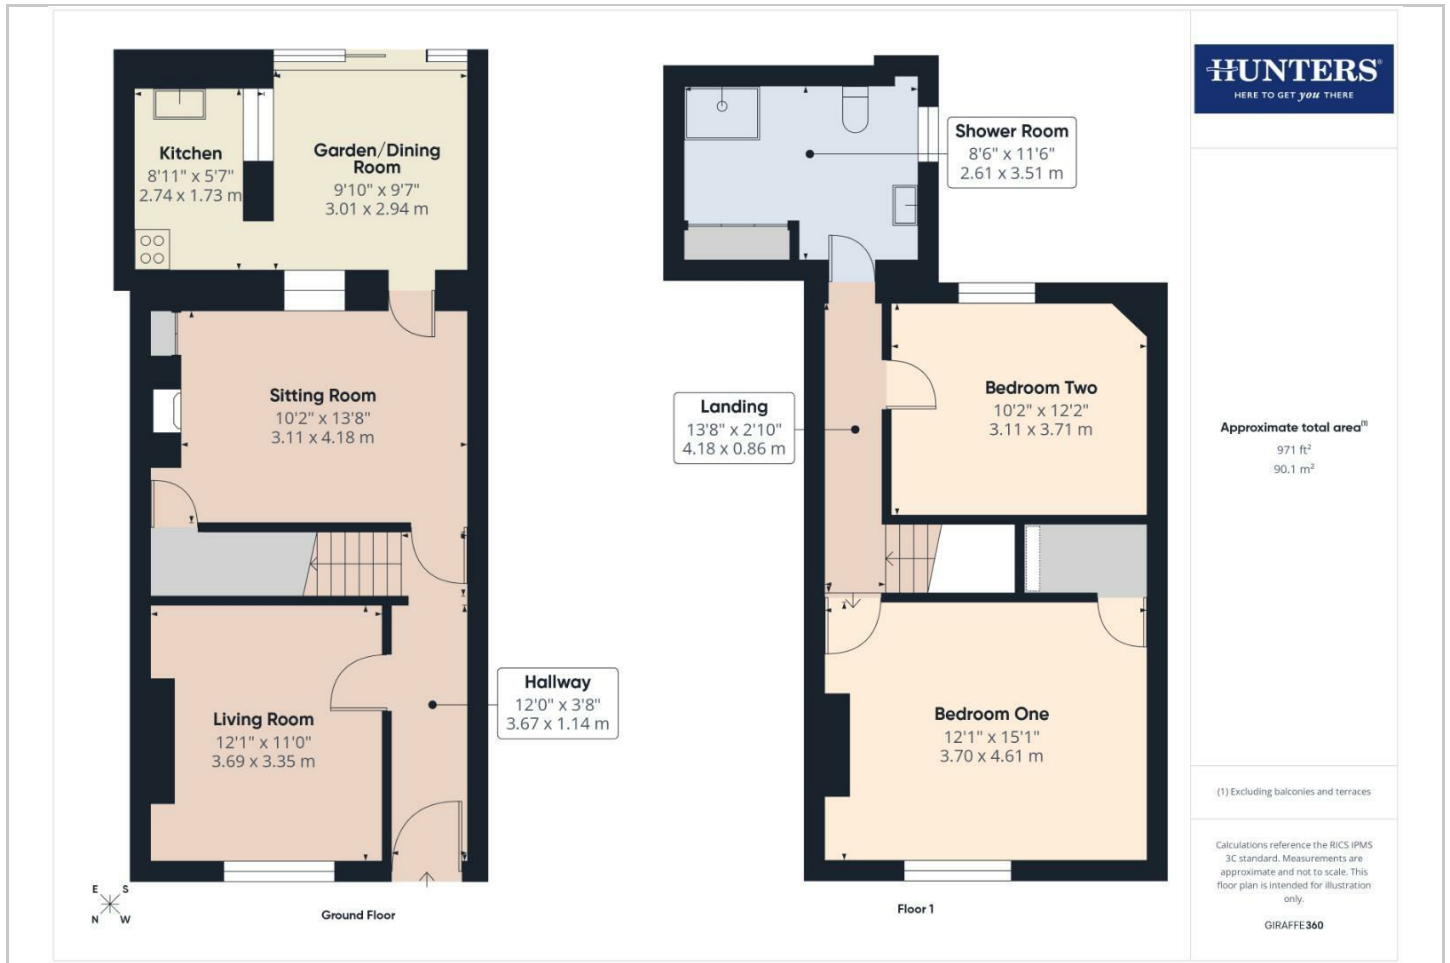 Kitchen
8'11" x 5'7"
2.74 x 1.73 m
Garden/Dining
Room
9'10" x 9'7"
3.01 x 2.94 m
Sitting Room
10'2" x 13'8"
3.11 x 4.18 m
Living Room
12'1" x 11'0"
3.69 x 3.35 m
Hallway
12'0" x 3'8"
3.67 x 1.14 m
E S
N W
Ground Floor
Shower Room
8'6" x 11'6"
2.61 x 3.51 m
Landing
13'8" x 2'10"
4.18 x 0.86 m
Bedroom Two
10'2" x 12'2"
3.11 x 3.71 m
Bedroom One
12'1" x 15'1"
3.70 x 4.61 m
Floor 1
HUNTERS®
HERE TO GET you THERE
Approximate total area(1)
971 ft²
90.1 m²
(1) Excluding balconies and terraces
Calculations reference the RICS IPMS
3C standard. Measurements are
approximate and not to scale. This
floor plan is intended for illustration
only.
GIRAFFE360